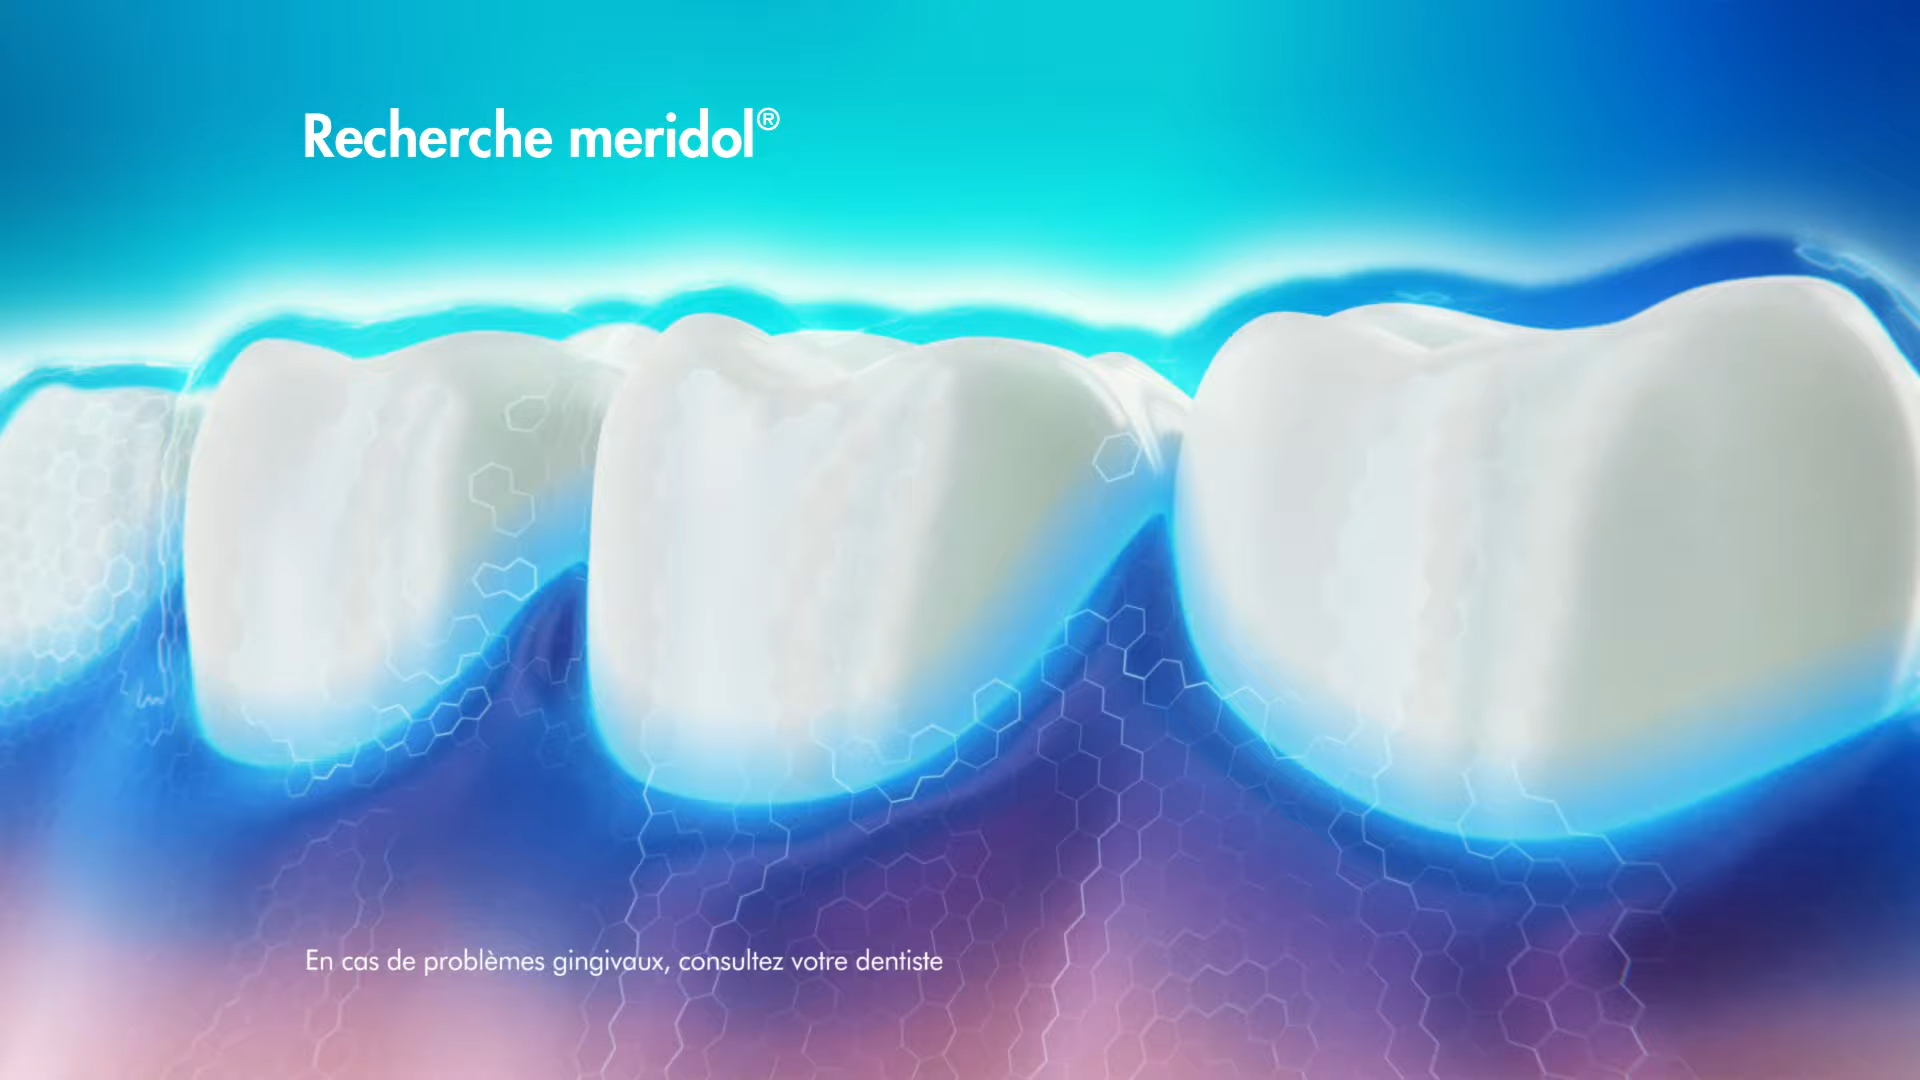 Recherche meridol®
En cas de problèmes gingivaux, consultez votre dentiste